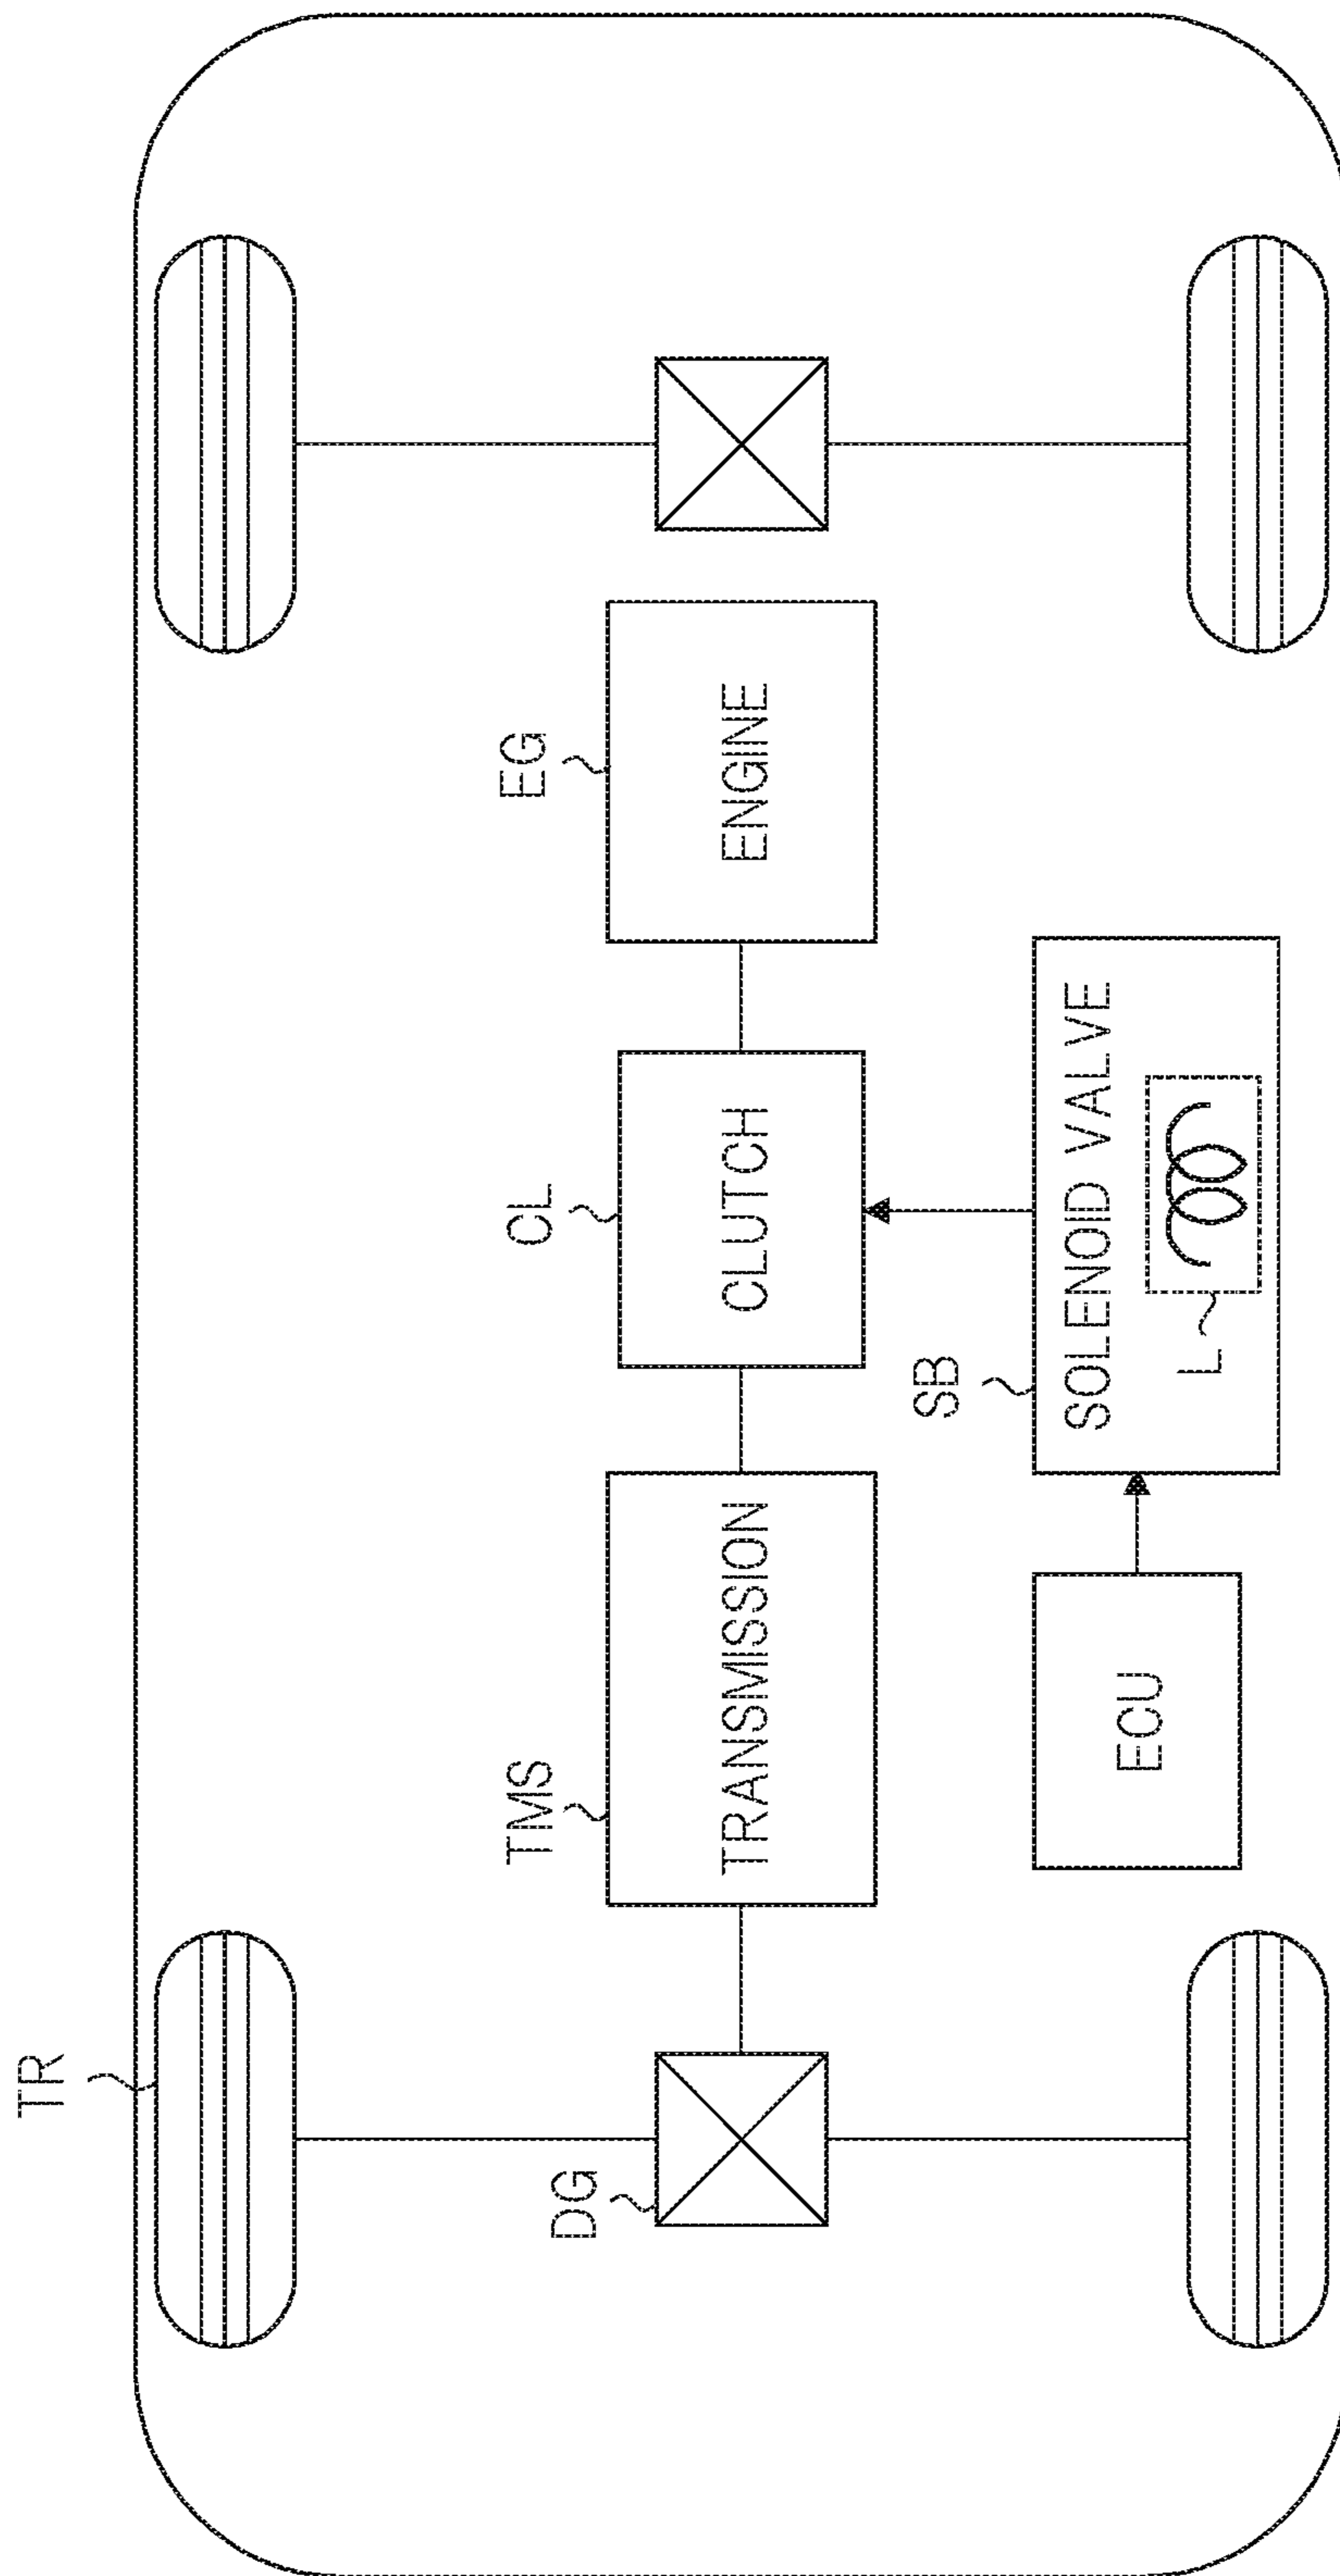 TR
DG
TMS
TRANSMISSION
CL
CLUTCH
EG
ENGINE
ECU
SB
SOLENOID VALVE
L